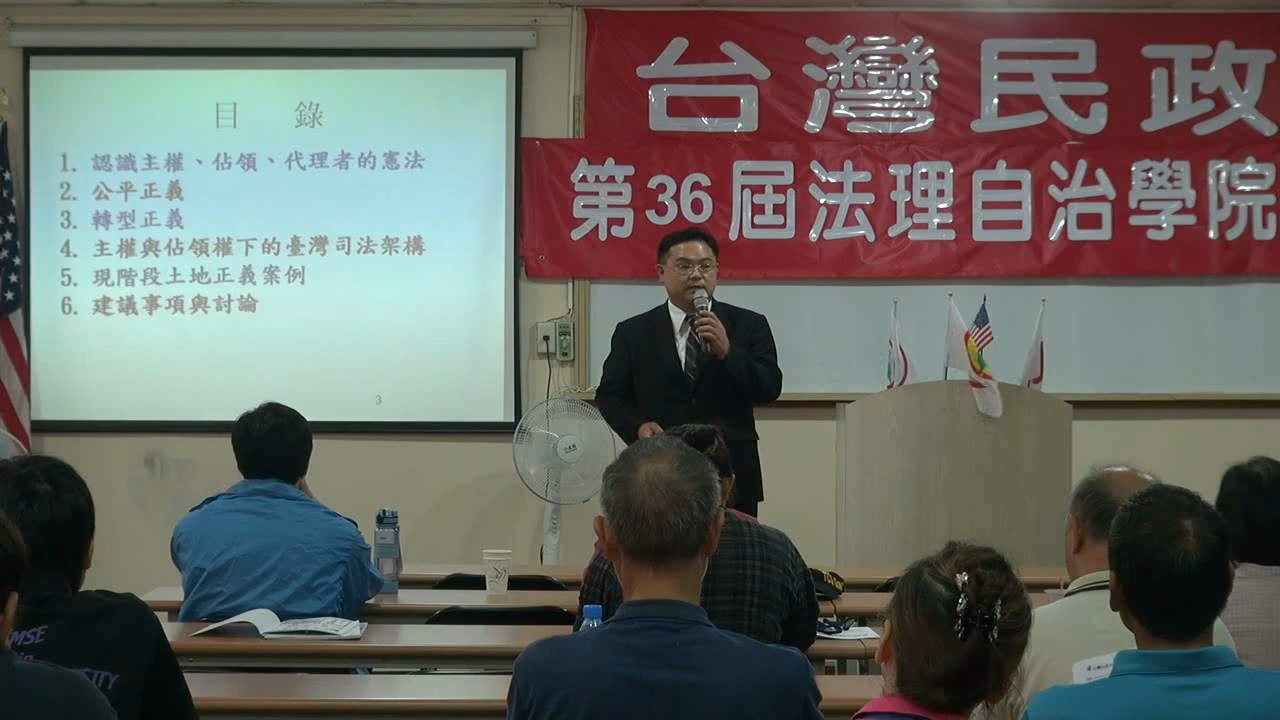 台灣民政
第36屆法理自治學院
目 錄
1. 認識主權、佔領、代理者的憲法
2. 公平正義
3. 轉型正義
4. 主權與佔領權下的臺灣司法架構
5. 現階段土地正義案例
6. 建議事項與討論
3